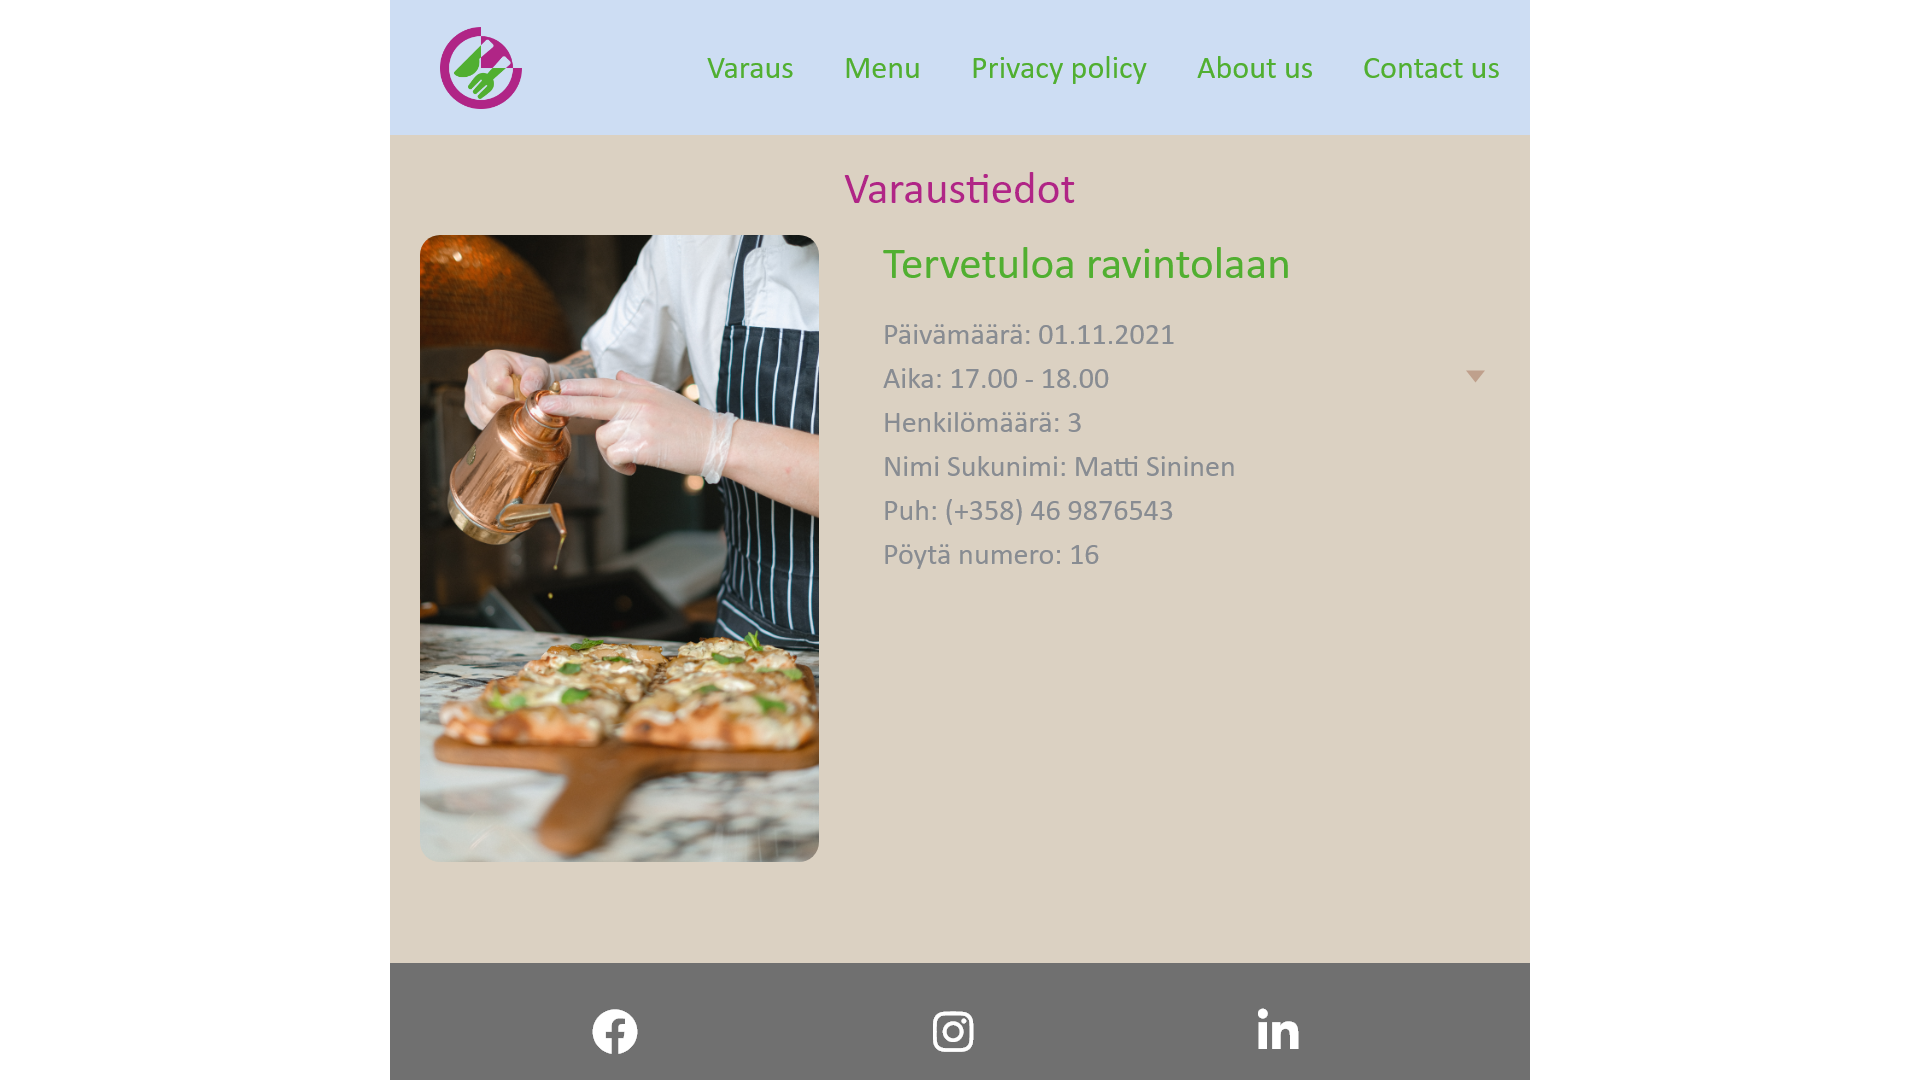 Varaus Menu Privacy policy About us Contact us
Varaustiedot
Tervetuloa ravintolaan
Päivämäärä: 01.11.2021
Aika: 17.00 - 18.00
Henkilömäärä: 3
Nimi Sukunimi: Matti Sininen
Puh: (+358) 46 9876543
Pöytä numero: 16